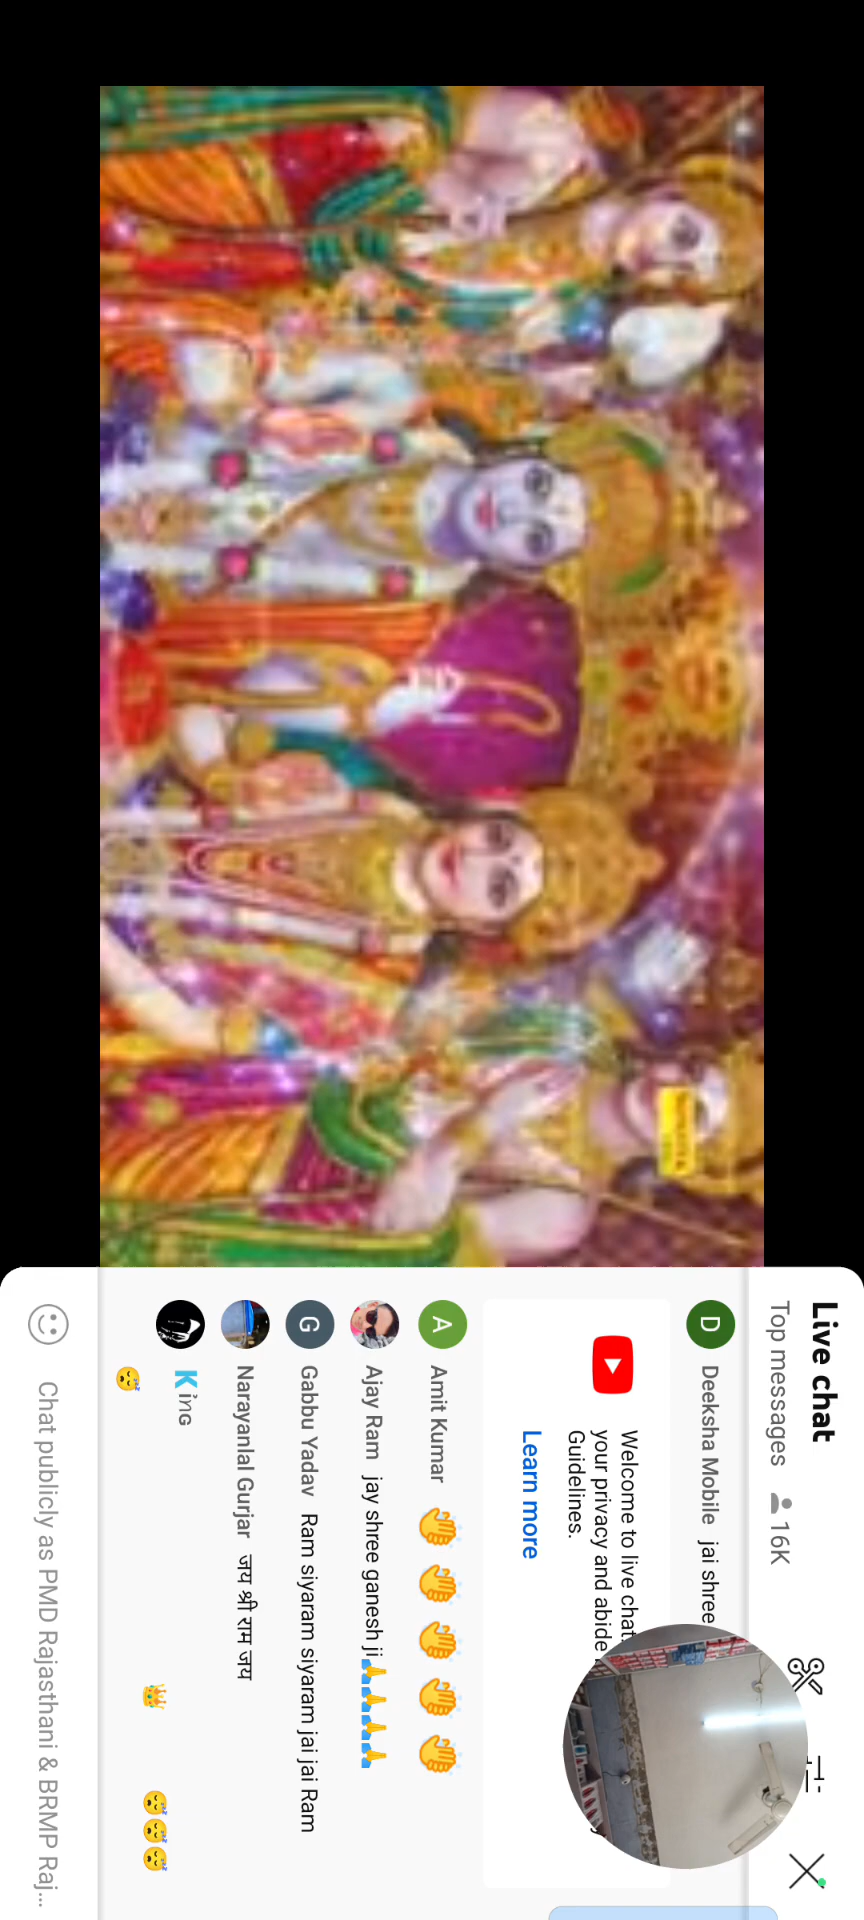 Live chat
Top messages 16K
Deeksha Mobile jai shree
Welcome to live chat!
your privacy and abide
Guidelines.
Learn more
Amit Kumar 👏 👏 👏 👏 👏
Ajay Ram jay shree ganesh ji🙏🙏🙏🙏
Gabbu Yadav Ram siyaram siyaram jai jai Ram
Narayanlal Gurjar जय श्री राम जय
KiNG 👑 😴😴😴
😴
Chat publicly as PMD Rajasthani & BRMP Raj...